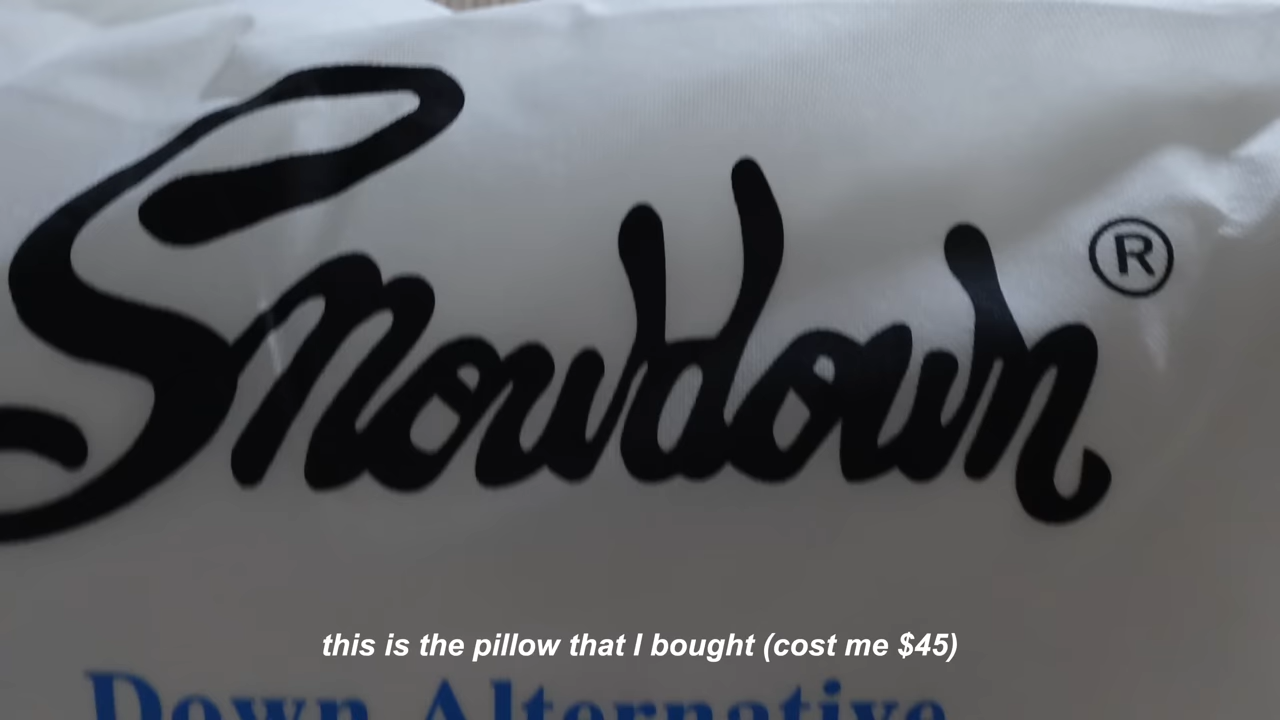 Snowdown®
this is the pillow that I bought (cost me $45)
Down Alternative